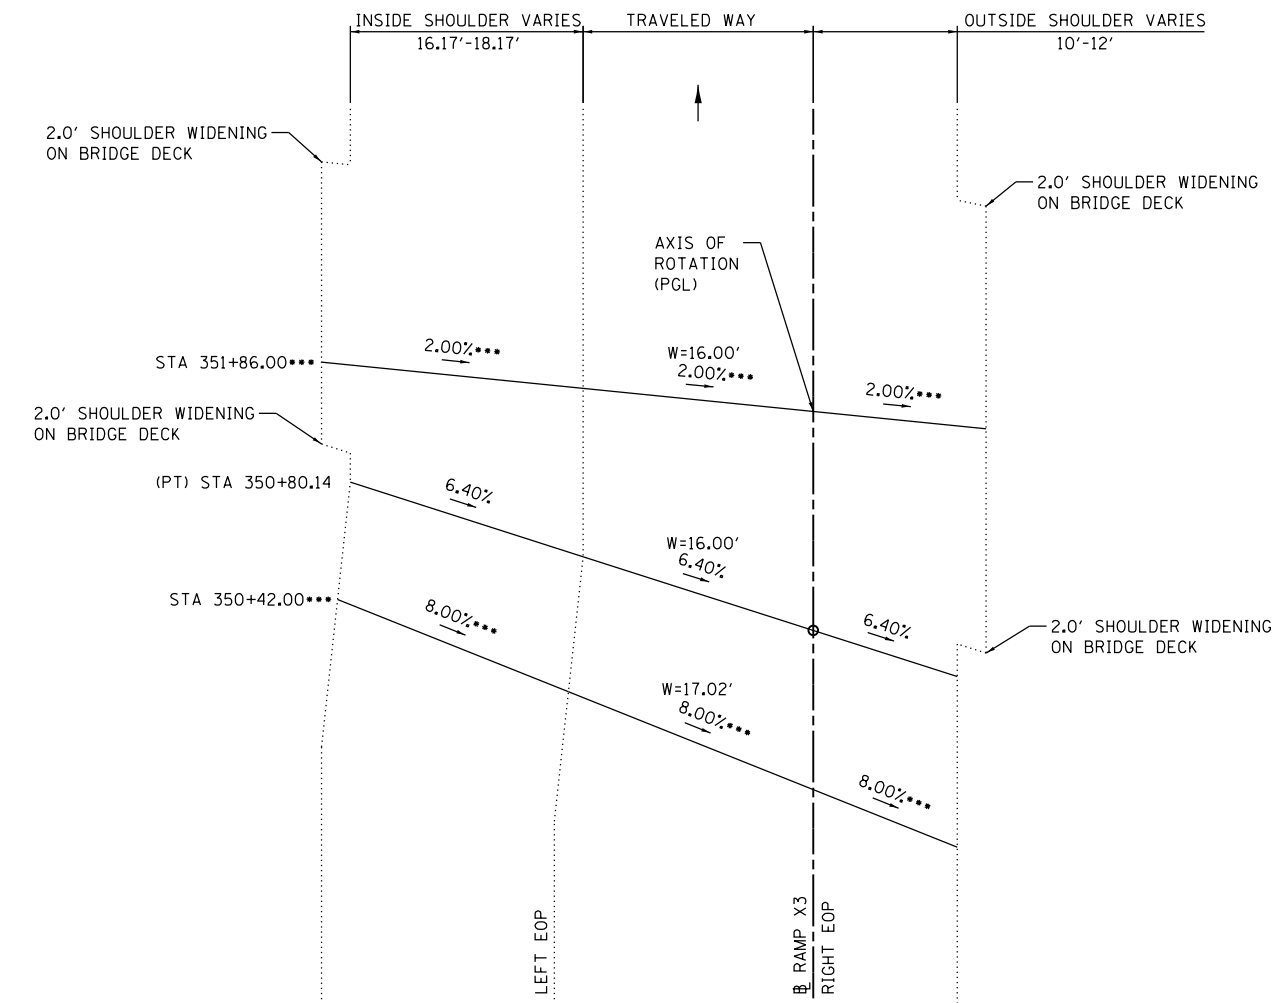 INSIDE SHOULDER VARIES
16.17'-18.17'
TRAVELED WAY
OUTSIDE SHOULDER VARIES
10'-12'
2.0' SHOULDER WIDENING
ON BRIDGE DECK
2.0' SHOULDER WIDENING
ON BRIDGE DECK
AXIS OF
ROTATION
(PGL)
STA 351+86.00***
2.00%***
W=16.00'
2.00%***
2.00%***
2.0' SHOULDER WIDENING
ON BRIDGE DECK
(PT) STA 350+80.14
6.40%
W=16.00'
6.40%
6.40%
STA 350+42.00***
8.00%***
2.0' SHOULDER WIDENING
ON BRIDGE DECK
W=17.02'
8.00%***
8.00%***
LEFT EOP
BL RAMP X3
RIGHT EOP